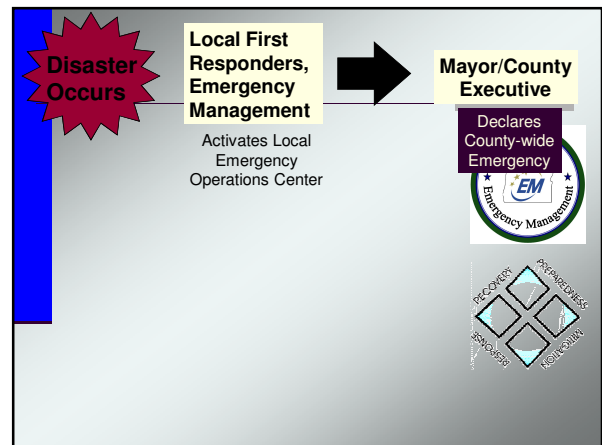 Disaster
Occurs
Local First
Responders,
Emergency
Management
Activates Local
Emergency
Operations Center
Mayor/County
Executive
Declares
County-wide
Emergency
EM
Emergency Management
RECOVERY
PREPAREDNESS
RESPONSE
MITIGATION